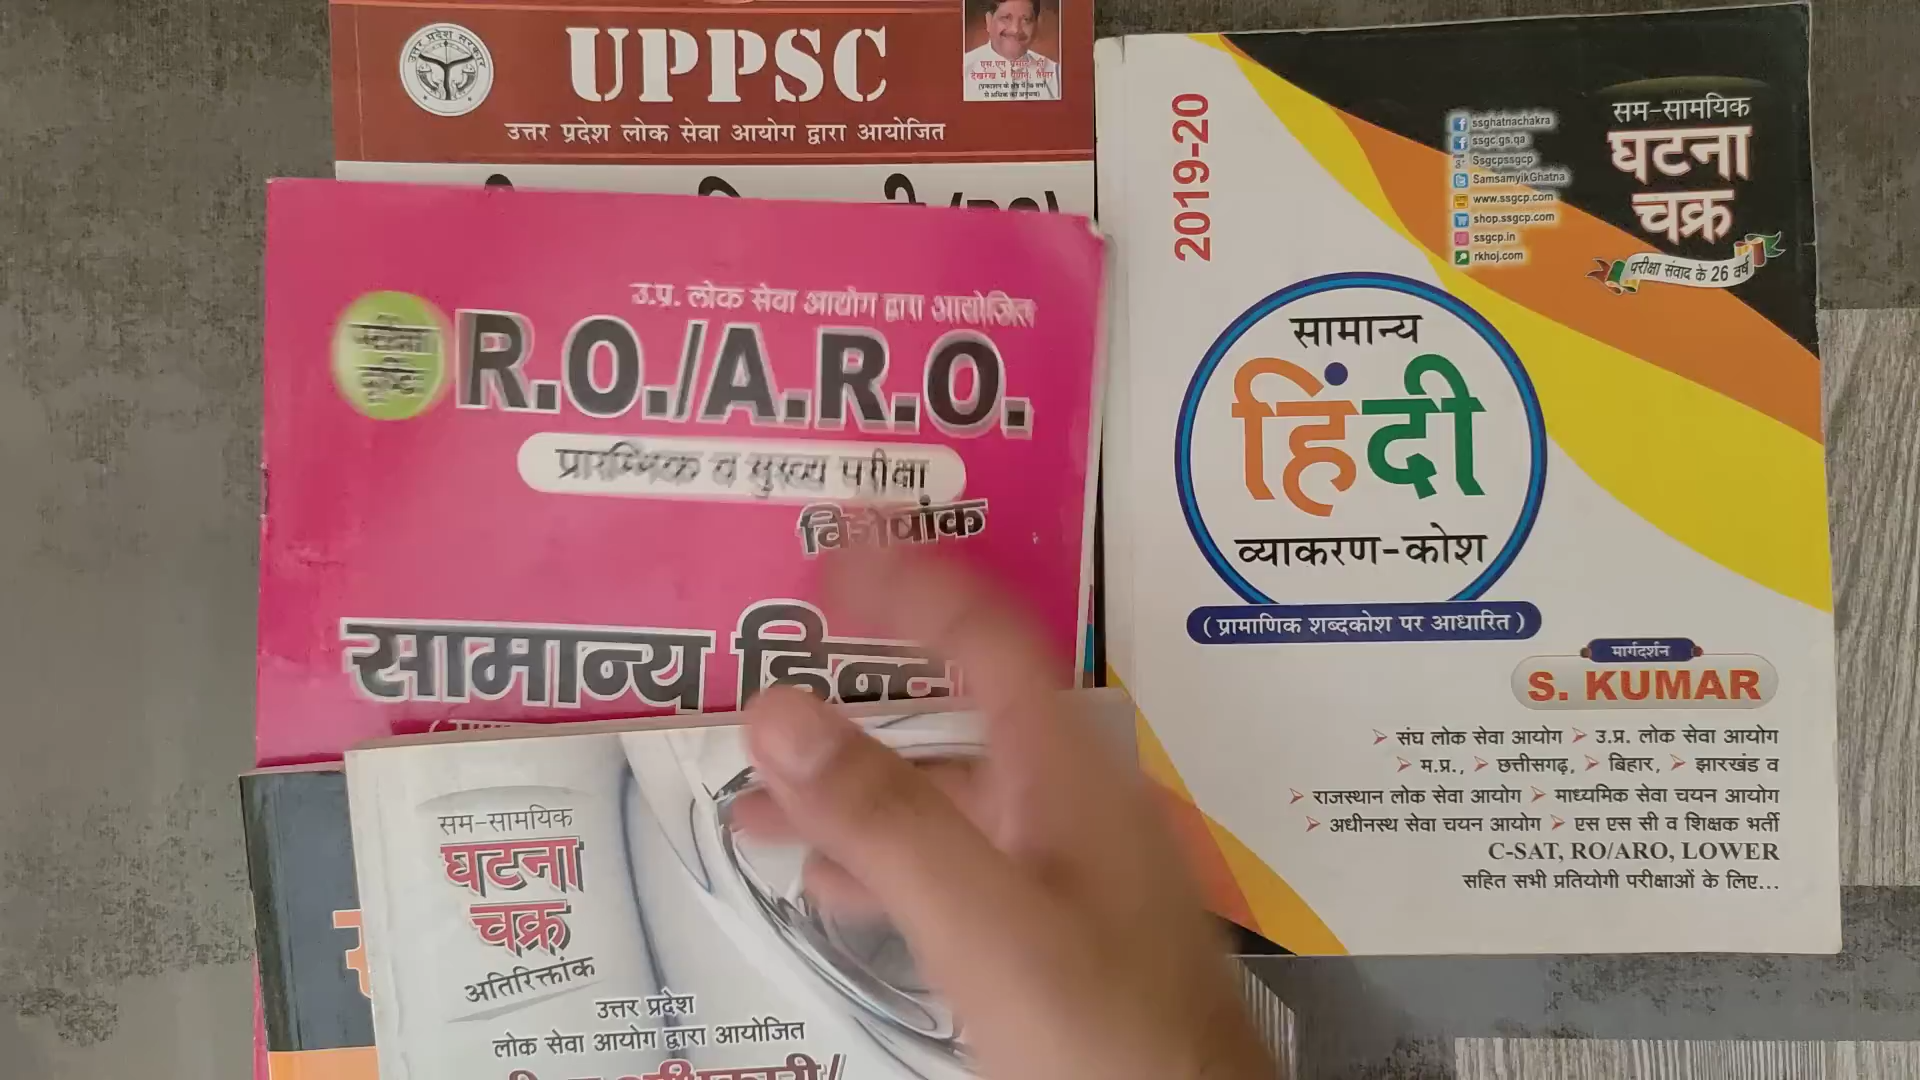 उत्तर प्रदेश सरकार
UPPSC
उत्तर प्रदेश लोक सेवा आयोग द्वारा आयोजित
उ.प्र. लोक सेवा आयोग द्वारा आयोजित
R.O./A.R.O.
प्रारम्भिक व मुख्य परीक्षा
विशेषांक
सामान्य
सम-सामयिक
घटना
चक्र
अतिरिक्तांक
उत्तर प्रदेश
लोक सेवा आयोग द्वारा आयोजित
2019-20
ssghatnachakra
ssgc.gs.qa
Ssgcpssgcp
SamsamyikGhatna
www.ssgcp.com
shop.ssgcp.com
ssgcp.in
rkhoj.com
सम-सामयिक
घटना
चक्र
परीक्षा संवाद के 26 वर्ष
सामान्य
हिंदी
व्याकरण-कोश
( प्रामाणिक शब्दकोश पर आधारित )
मार्गदर्शन
S. KUMAR
संघ लोक सेवा आयोग उ.प्र. लोक सेवा आयोग
म.प्र., छत्तीसगढ़, बिहार, झारखंड व
राजस्थान लोक सेवा आयोग माध्यमिक सेवा चयन आयोग
अधीनस्थ सेवा चयन आयोग एस एस सी व शिक्षक भर्ती
C-SAT, RO/ARO, LOWER
सहित सभी प्रतियोगी परीक्षाओं के लिए...